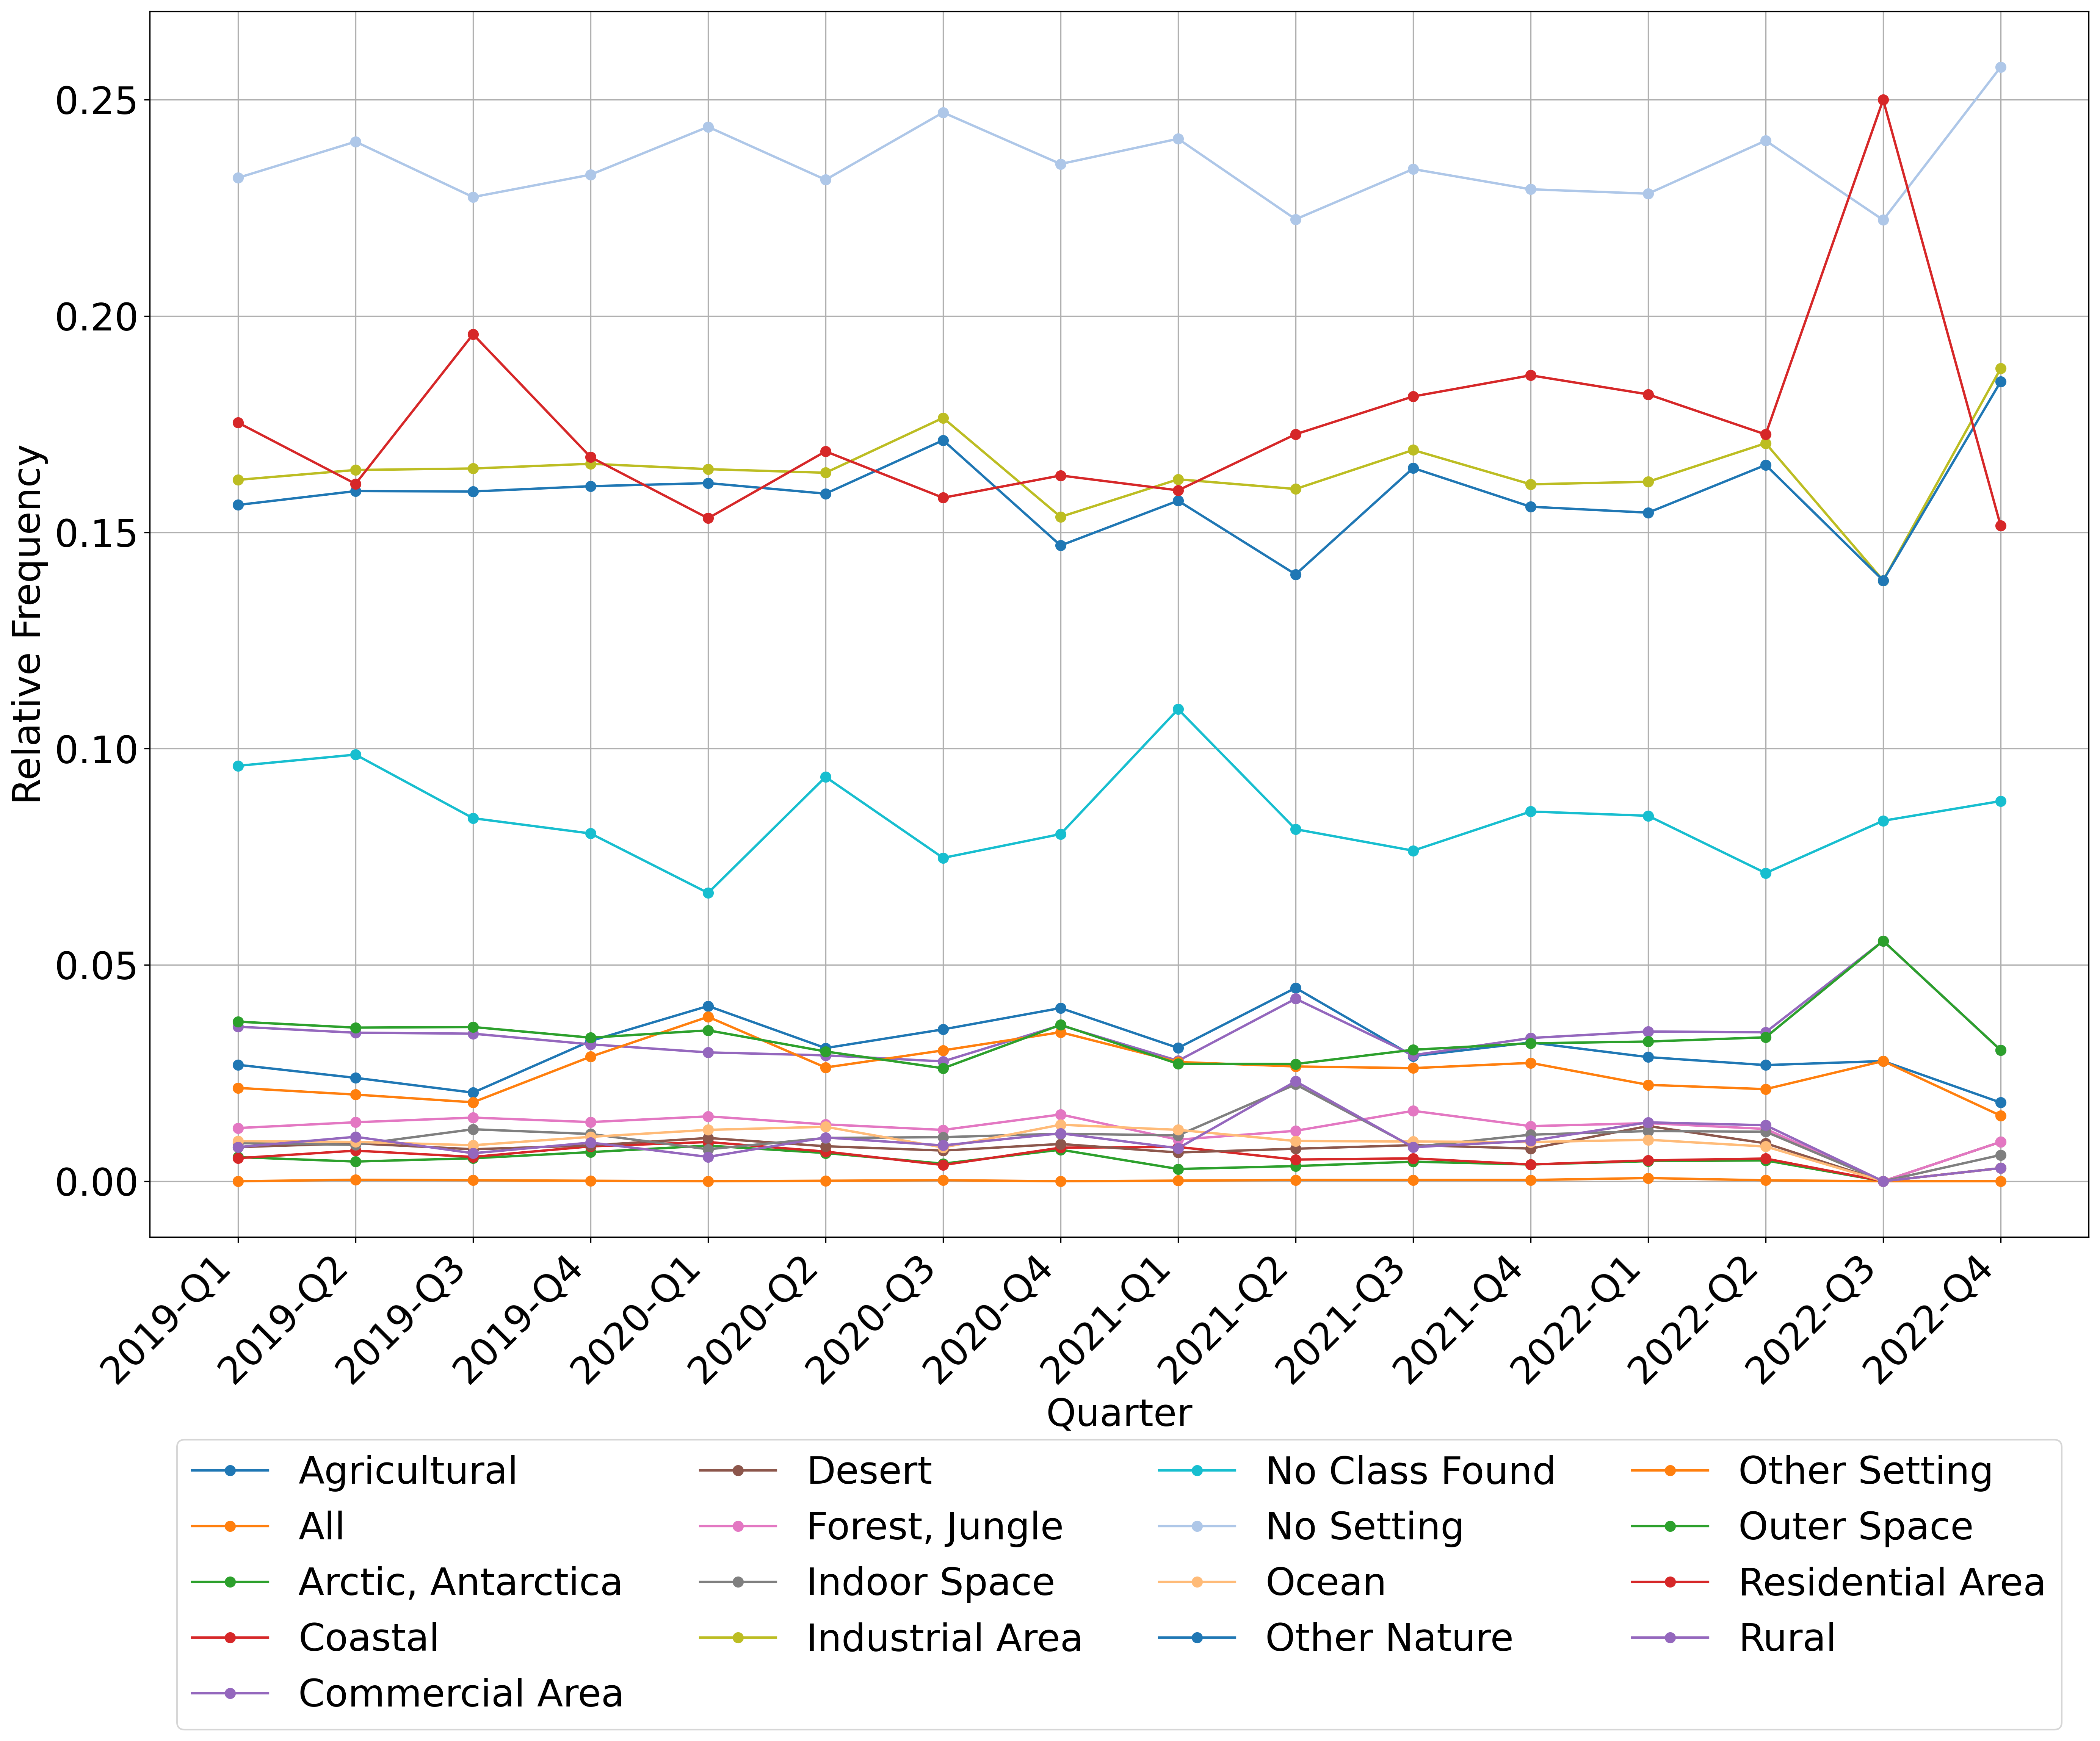 0.25
0.20
0.15
0.10
0.05
0.00
Relative Frequency
2019-Q1
2019-Q2
2019-Q3
2019-Q4
2020-Q1
2020-Q2
2020-Q3
2020-Q4
2021-Q1
2021-Q2
2021-Q3
2021-Q4
2022-Q1
2022-Q2
2022-Q3
2022-Q4
Quarter
Agricultural
All
Arctic, Antarctica
Coastal
Commercial Area
Desert
Forest, Jungle
Indoor Space
Industrial Area
No Class Found
No Setting
Ocean
Other Nature
Other Setting
Outer Space
Residential Area
Rural